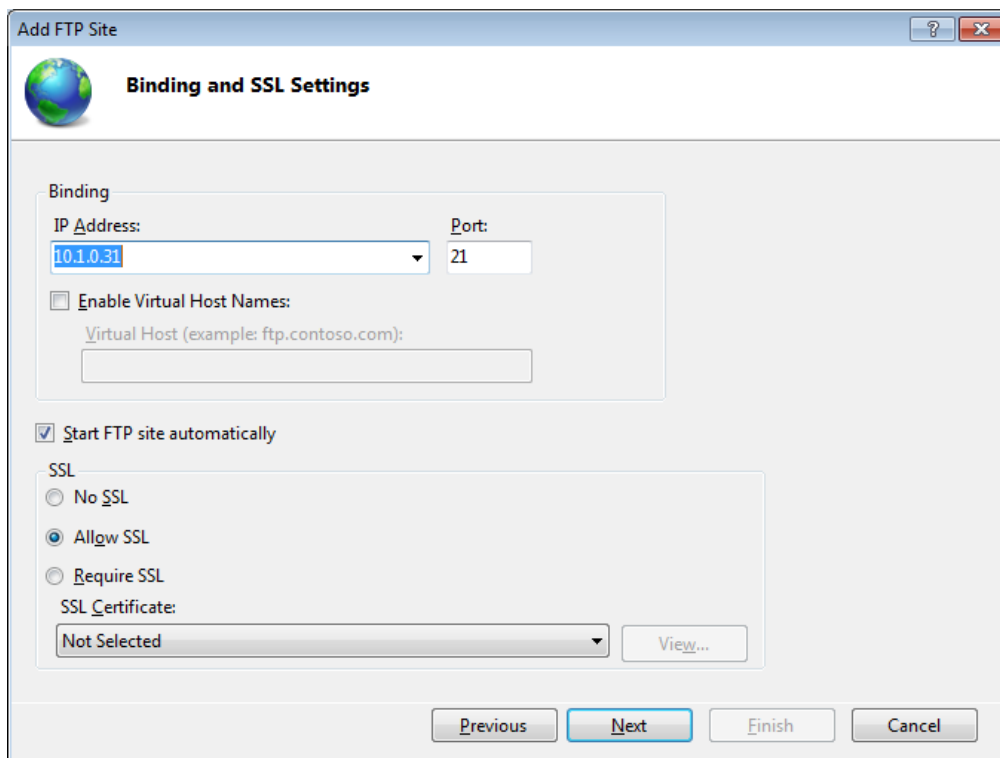 Add FTP Site
Binding and SSL Settings
Binding
IP Address: Port:
10.1.0.31 21
Enable Virtual Host Names:
Virtual Host (example: ftp.contoso.com):
Start FTP site automatically
SSL
No SSL
Allow SSL
Require SSL
SSL Certificate:
Not Selected View...
Previous Next Finish Cancel